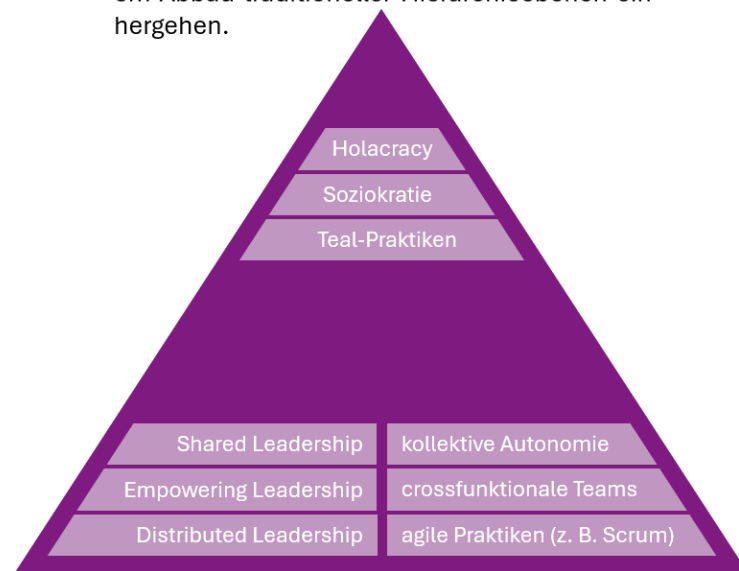 hergehen.
Holacracy
Soziokratie
Teal-Praktiken
Shared Leadership
kollektive Autonomie
Empowering Leadership
crossfunktionale Teams
Distributed Leadership
agile Praktiken (z. B. Scrum)